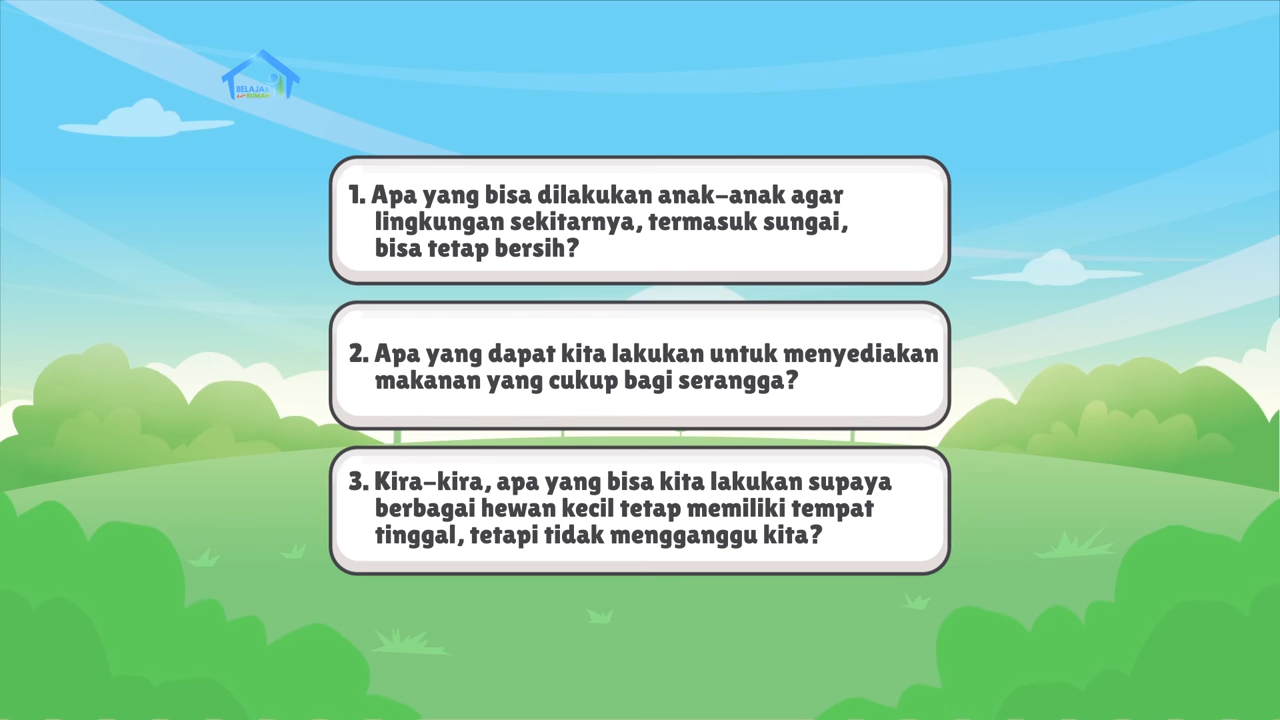 BELAJAR
dari RUMAH
1. Apa yang bisa dilakukan anak-anak agar
lingkungan sekitarnya, termasuk sungai,
bisa tetap bersih?
2. Apa yang dapat kita lakukan untuk menyediakan
makanan yang cukup bagi serangga?
3. Kira-kira, apa yang bisa kita lakukan supaya
berbagai hewan kecil tetap memiliki tempat
tinggal, tetapi tidak mengganggu kita?